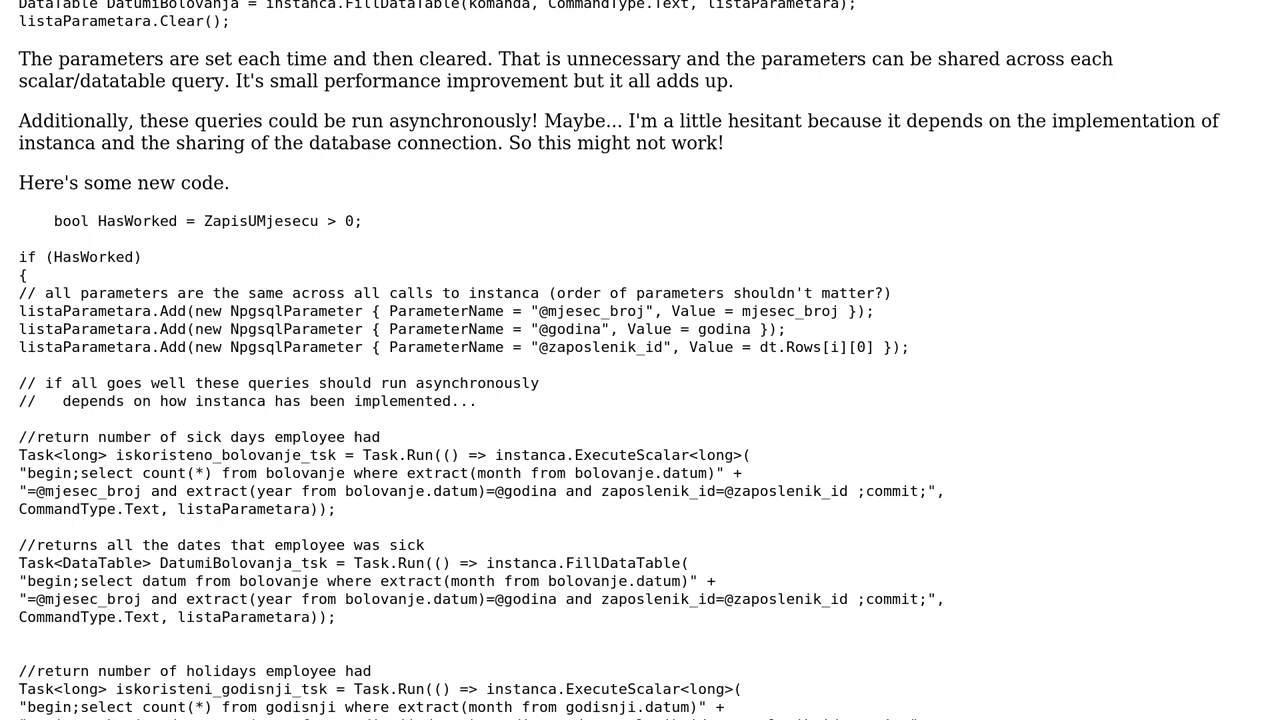 DataTable DatumiBolovanja = instanca.FillDataTable(komanda, CommandType.Text, listaParametara);
listaParametara.Clear();
The parameters are set each time and then cleared. That is unnecessary and the parameters can be shared across each
scalar/datatable query. It's small performance improvement but it all adds up.
Additionally, these queries could be run asynchronously! Maybe... I'm a little hesitant because it depends on the implementation of
instanca and the sharing of the database connection. So this might not work!
Here's some new code.
bool HasWorked = ZapisUMjesecu > 0;
if (HasWorked)
{
// all parameters are the same across all calls to instanca (order of parameters shouldn't matter?)
listaParametara.Add(new NpgsqlParameter { ParameterName = "@mjesec_broj", Value = mjesec_broj });
listaParametara.Add(new NpgsqlParameter { ParameterName = "@godina", Value = godina });
listaParametara.Add(new NpgsqlParameter { ParameterName = "@zaposlenik_id", Value = dt.Rows[i][0] });
// if all goes well these queries should run asynchronously
//   depends on how instanca has been implemented...
//return number of sick days employee had
Task<long> iskoristeno_bolovanje_tsk = Task.Run(() => instanca.ExecuteScalar<long>(
"begin;select count(*) from bolovanje where extract(month from bolovanje.datum)" +
"=@mjesec_broj and extract(year from bolovanje.datum)=@godina and zaposlenik_id=@zaposlenik_id ;commit;",
CommandType.Text, listaParametara));
//returns all the dates that employee was sick
Task<DataTable> DatumiBolovanja_tsk = Task.Run(() => instanca.FillDataTable(
"begin;select datum from bolovanje where extract(month from bolovanje.datum)" +
"=@mjesec_broj and extract(year from bolovanje.datum)=@godina and zaposlenik_id=@zaposlenik_id ;commit;",
CommandType.Text, listaParametara));
//return number of holidays employee had
Task<long> iskoristeni_godisnji_tsk = Task.Run(() => instanca.ExecuteScalar<long>(
"begin;select count(*) from godisnji where extract(month from godisnji.datum)" +